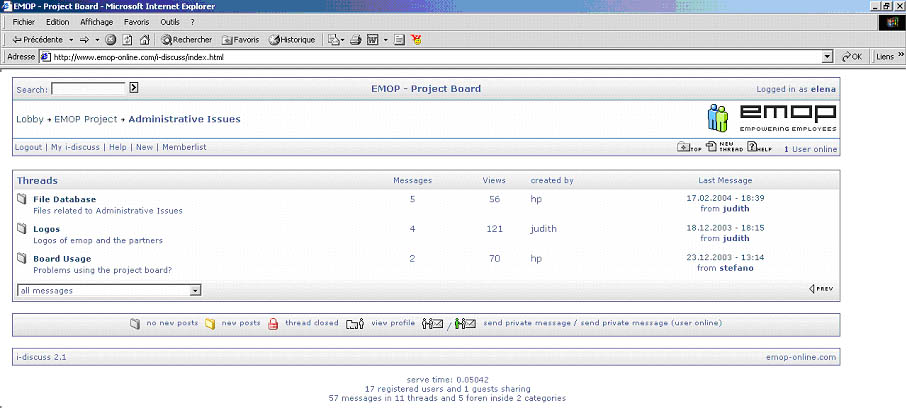 EMOP - Project Board - Microsoft Internet Explorer
Fichier Edition Affichage Favoris Outils ?
Précédente Rechercher Favoris Historique
Adresse http://www.emop-online.com/i-discuss/index.html OK Liens »
Search: EMOP - Project Board Logged in as elena
Lobby EMOP Project Administrative Issues emop
EMPOWERING EMPLOYEES
Logout | My i-discuss | Help | New | Memberlist TOP NEW THREAD HELP 1 User online
Threads Messages Views created by Last Message
File Database 5 56 hp 17.02.2004 - 18:39
Files related to Administrative Issues from judith
Logos 4 121 judith 18.12.2003 - 18:15
Logos of emop and the partners from judith
Board Usage 2 70 hp 23.12.2003 - 13:14
Problems using the project board? from stefano
all messages PREV
no new posts new posts thread closed view profile / send private message / send private message (user online)
i-discuss 2.1 emop-online.com
serve time: 0.05042
17 registered users and 1 guests sharing
57 messages in 11 threads and 5 foren inside 2 categories